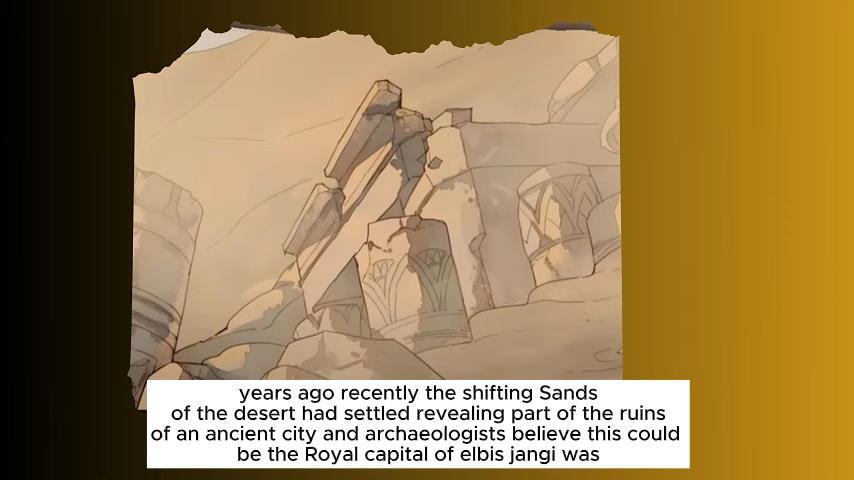 years ago recently the shifting Sands
of the desert had settled revealing part of the ruins
of an ancient city and archaeologists believe this could
be the Royal capital of elbis jangi was